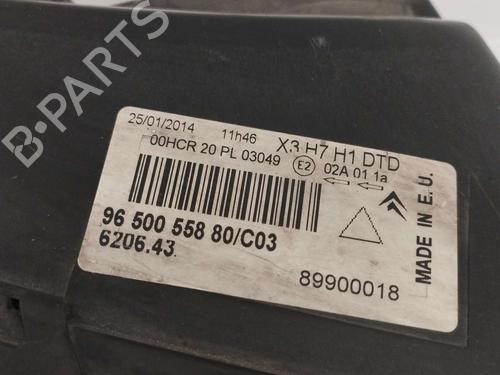 25/01/2014 11h46 X3 H7 H1 DTD
00HCR 20 PL 03049 E2 02A 01 1a
96 500 558 80/C03
6206.43
89900018
MADE IN E.U.
B-PARTS